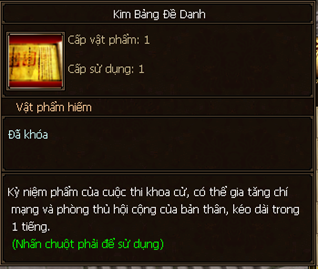 Kim Bảng Đề Danh
Cấp vật phẩm: 1
Cấp sử dụng: 1
Vật phẩm hiếm
Đã khóa
Kỷ niệm phẩm của cuộc thi khoa cử, có thể gia tăng chí
mạng và phòng thủ hội cộng của bản thân, kéo dài trong
1 tiếng.
(Nhấn chuột phải để sử dụng)